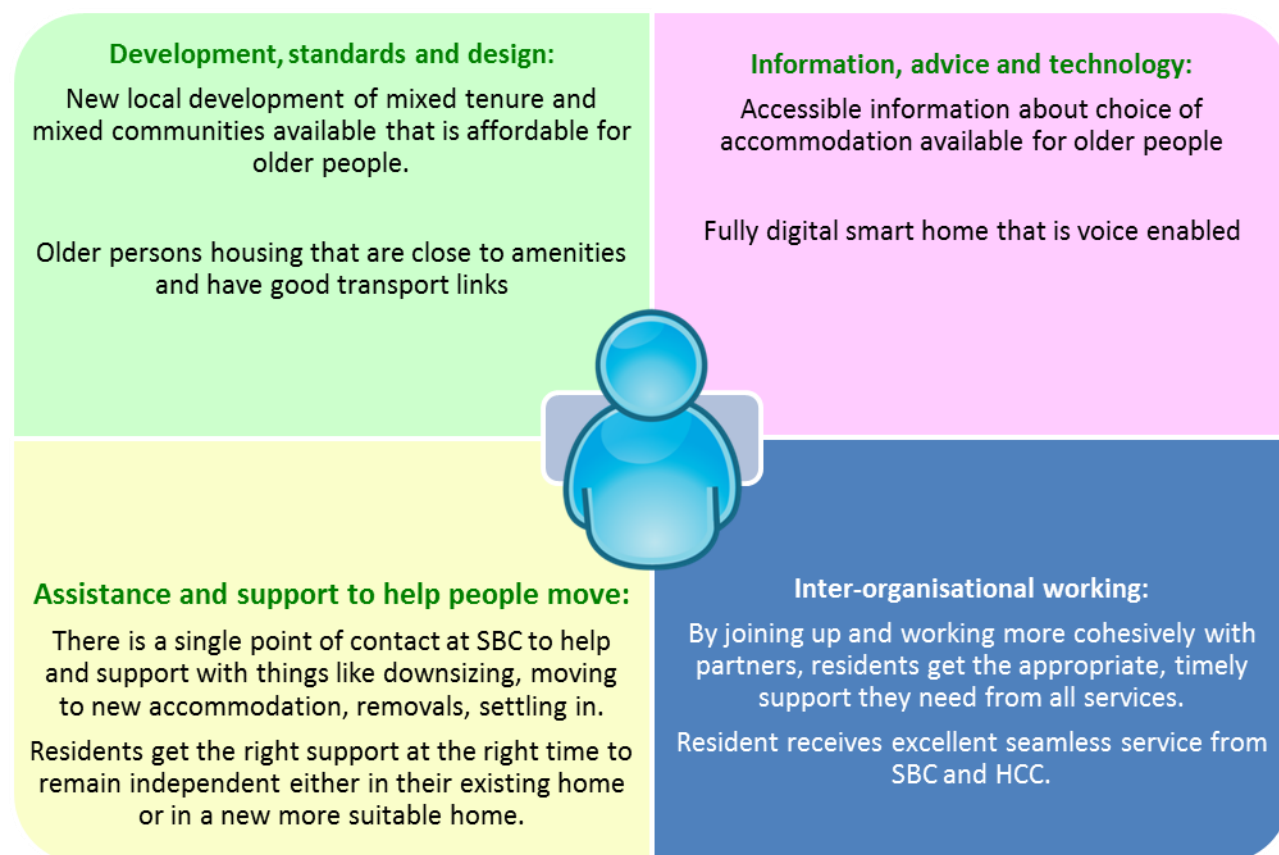 Development, standards and design:
New local development of mixed tenure and
mixed communities available that is affordable for
older people.
Older persons housing that are close to amenities
and have good transport links
Information, advice and technology:
Accessible information about choice of
accommodation available for older people
Fully digital smart home that is voice enabled
Assistance and support to help people move:
There is a single point of contact at SBC to help
and support with things like downsizing, moving
to new accommodation, removals, settling in.
Residents get the right support at the right time to
remain independent either in their existing home
or in a new more suitable home.
Inter-organisational working:
By joining up and working more cohesively with
partners, residents get the appropriate, timely
support they need from all services.
Resident receives excellent seamless service from
SBC and HCC.